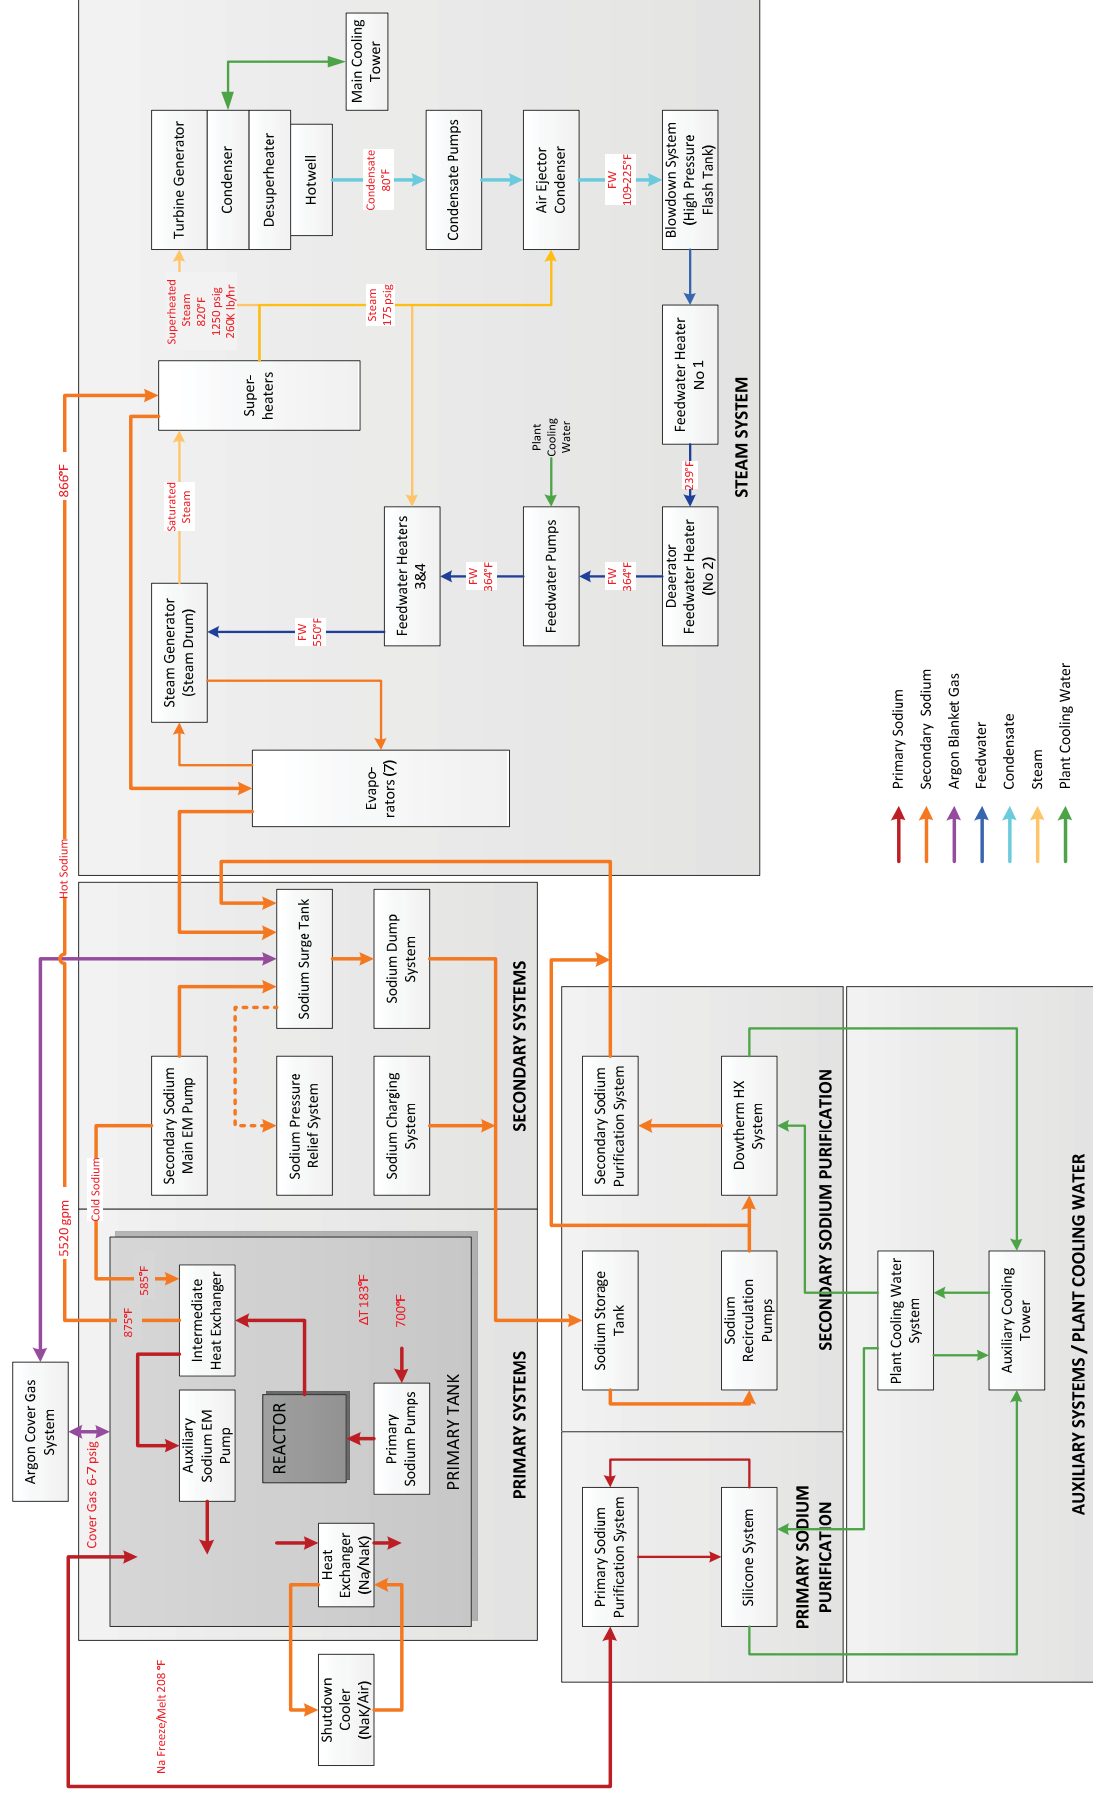 Argon Cover Gas
System
Cover Gas  6-7 psig
Na Freeze/Melt 208 °F
875°F
585°F
5520 gpm
Cold Sodium
Hot Sodium
866°F
Intermediate
Heat Exchanger
Auxiliary
Sodium EM
Pump
REACTOR
ΔT 183°F
700°F
Primary
Sodium Pumps
Heat
Exchanger
(Na/NaK)
Shutdown
Cooler
(NaK/Air)
PRIMARY TANK
PRIMARY SYSTEMS
Secondary Sodium
Main EM Pump
Sodium Pressure
Relief System
Sodium Charging
System
Sodium Surge Tank
Sodium Dump
System
SECONDARY SYSTEMS
Evapo-
rators (7)
Steam Generator
(Steam Drum)
Saturated
Steam
Super-
heaters
Superheated
Steam
820°F
1250 psig
260K lb/hr
Turbine Generator
Condenser
Desuperheater
Hotwell
Main Cooling
Tower
Condensate
80°F
Steam
175 psig
Condensate Pumps
Air Ejector
Condenser
FW
109-225°F
Blowdown System
(High Pressure
Flash Tank)
Feedwater Heater
No 1
239°F
Deaerator
Feedwater Heater
(No 2)
FW
364°F
Feedwater Pumps
Plant
Cooling
Water
FW
364°F
Feedwater Heaters
3&4
FW
550°F
STEAM SYSTEM
Primary Sodium
Purification System
Silicone System
PRIMARY SODIUM
PURIFICATION
Sodium Storage
Tank
Sodium
Recirculation
Pumps
Secondary Sodium
Purification System
Dowtherm HX
System
SECONDARY SODIUM PURIFICATION
Plant Cooling Water
System
Auxiliary Cooling
Tower
AUXILIARY SYSTEMS / PLANT COOLING WATER
Primary Sodium
Secondary  Sodium
Argon Blanket Gas
Feedwater
Condensate
Steam
Plant Cooling Water